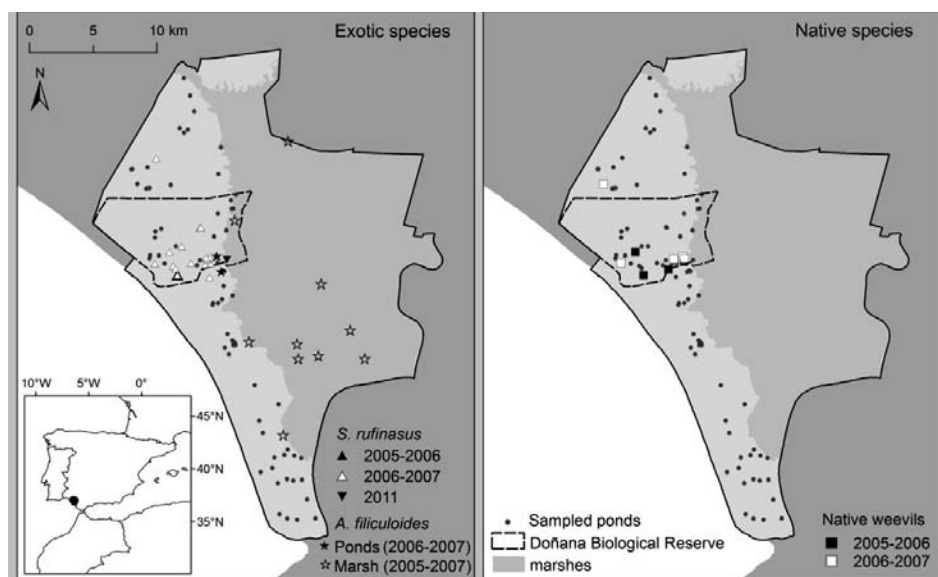 0 5 10 km
Exotic species
N
10°W 5°W 0°
45°N
40°N
35°N
S. rufinasus
2005-2006
2006-2007
2011
A. filiculoides
Ponds (2006-2007)
Marsh (2005-2007)
Native species
Sampled ponds
Doñana Biological Reserve
marshes
Native weevils
2005-2006
2006-2007